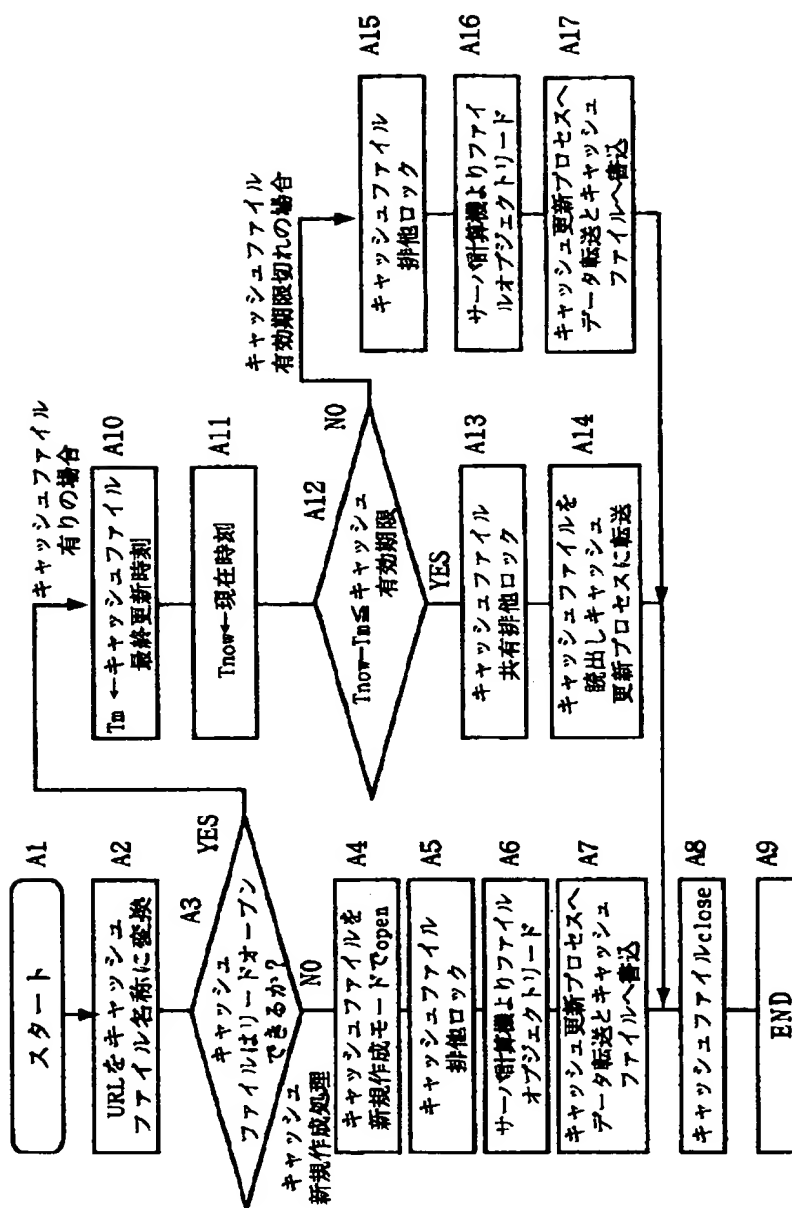 スタート
A1
URLをキャッシュ
ファイル名称に変換
A2
キャッシュ
ファイルはリードオープン
できるか?
A3
YES
NO
キャッシュ
新規作成処理
キャッシュファイルを
新規作成モードでopen
A4
キャッシュファイル
排他ロック
A5
サーバ計算機よりファイル
オブジェクトリード
A6
キャッシュ更新プロセスへ
データ転送とキャッシュ
ファイルへ書込
A7
キャッシュファイルclose
A8
END
A9
キャッシュファイル
有りの場合
Tm ←キャッシュファイル
最終更新時刻
A10
Tnow←現在時刻
A11
Tnow-Tm≦キャッシュ
有効期限
A12
NO
YES
キャッシュファイル
共有排他ロック
A13
キャッシュファイルを
読出しキャッシュ
更新プロセスに転送
A14
キャッシュファイル
有効期限切れの場合
キャッシュファイル
排他ロック
A15
サーバ計算機よりファイ
ルオブジェクトリード
A16
キャッシュ更新プロセスへ
データ転送とキャッシュ
ファイルへ書込
A17